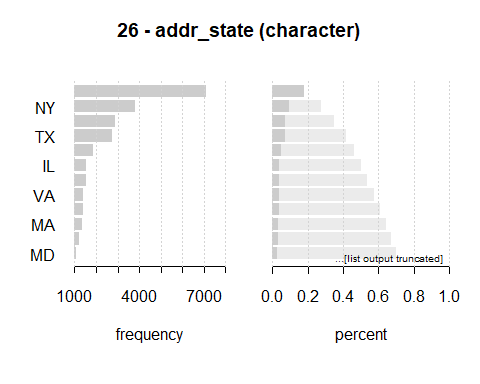 26 - addr_state (character)
NY
TX
IL
VA
MA
MD
...[list output truncated]
1000 4000 7000
0.0 0.2 0.4 0.6 0.8 1.0
frequency
percent